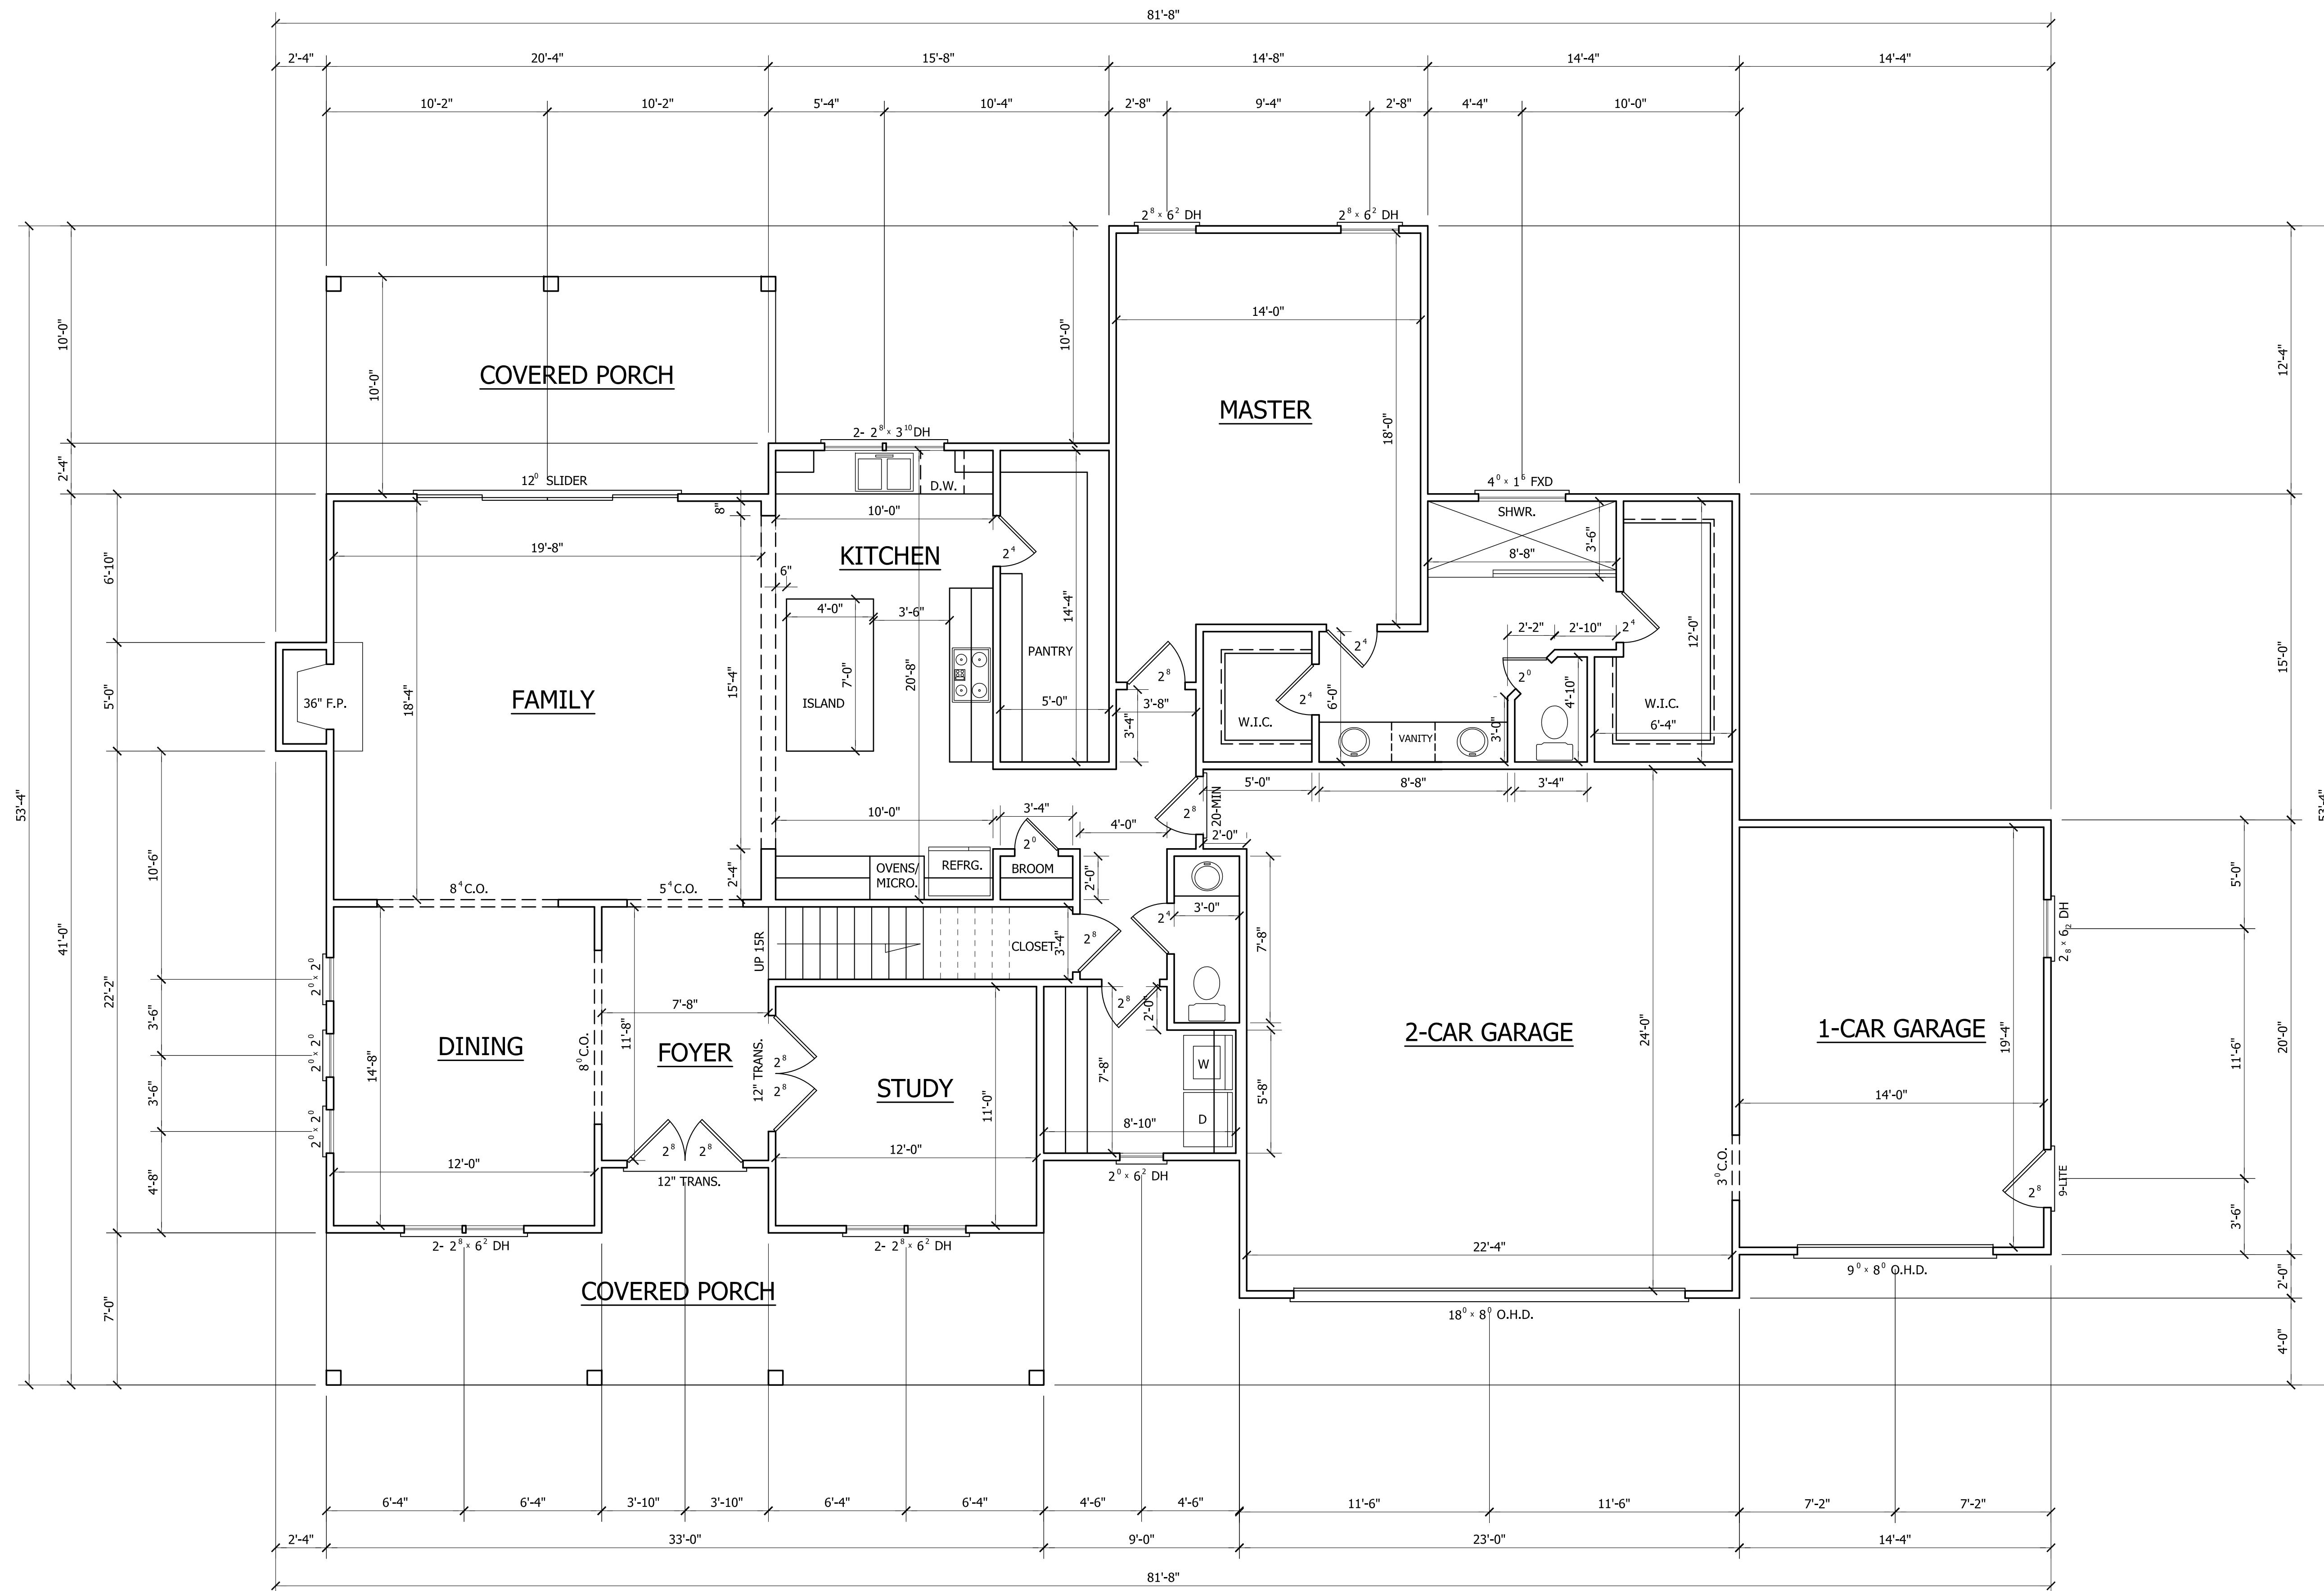 81'-8"
2'-4" 20'-4" 15'-8" 14'-8" 14'-4" 14'-4"
10'-2" 10'-2" 5'-4" 10'-4" 2'-8" 9'-4" 2'-8" 4'-4" 10'-0"
2⁸ x 6² DH 2⁸ x 6² DH
14'-0"
10'-0" 10'-0" 10'-0" 12'-4"
COVERED PORCH
MASTER
18'-0"
2- 2⁸ x 3¹⁰ DH
2'-4"
12⁰ SLIDER
D.W.
4⁰ x 1⁶ FXD
8"
10'-0"
SHWR.
3'-6"
8'-8"
19'-8"
KITCHEN
2⁴
6'-10"
6"
4'-0" 3'-6"
14'-4"
12'-0"
2'-2" 2'-10" 2⁴
15'-0"
PANTRY
2⁴
2⁸
2⁰
7'-0"
20'-8"
15'-4"
18'-4"
5'-0"
36" F.P.
FAMILY
ISLAND
5'-0"
3'-8"
3'-4"
2⁴
6'-0"
W.I.C.
3'-0"
4'-10"
W.I.C.
6'-4"
VANITY
53'-4"
53'-4"
5'-0" 8'-8" 3'-4"
10'-0" 3'-4" 4'-0"
2⁸
20-MIN
2'-0"
2⁰
10'-6"
2'-4"
OVENS/
MICRO.
REFRG.
BROOM
2'-0"
5'-0"
41'-0"
8⁴ C.O. 5⁴ C.O.
3'-0"
2⁴
2⁸
2₈ x 6₂ DH
UP 15R
CLOSET
3'-4"
7'-8"
2⁰ x 2⁰
22'-2"
3'-6"
7'-8"
2⁸
2'-0"
2⁰ x 2⁰
DINING
14'-8"
8⁰ C.O.
11'-8"
FOYER
12" TRANS.
2⁸
2⁸
STUDY
11'-0"
7'-8"
W
D
5'-8"
2-CAR GARAGE
24'-0"
1-CAR GARAGE
19'-4"
11'-6"
20'-0"
14'-0"
3'-6"
2⁰ x 2⁰
8'-10"
12'-0"
2⁸ 2⁸
12'-0"
4'-8"
12" TRANS.
2⁰ x 6² DH
3⁰ C.O.
2⁸
9-LITE
3'-6"
2- 2⁸ x 6² DH 2- 2⁸ x 6² DH
22'-4"
9⁰ x 8⁰ O.H.D.
COVERED PORCH
7'-0"
18⁰ x 8⁰ O.H.D.
2'-0"
4'-0"
6'-4" 6'-4" 3'-10" 3'-10" 6'-4" 6'-4" 4'-6" 4'-6" 11'-6" 11'-6" 7'-2" 7'-2"
2'-4" 33'-0" 9'-0" 23'-0" 14'-4"
81'-8"